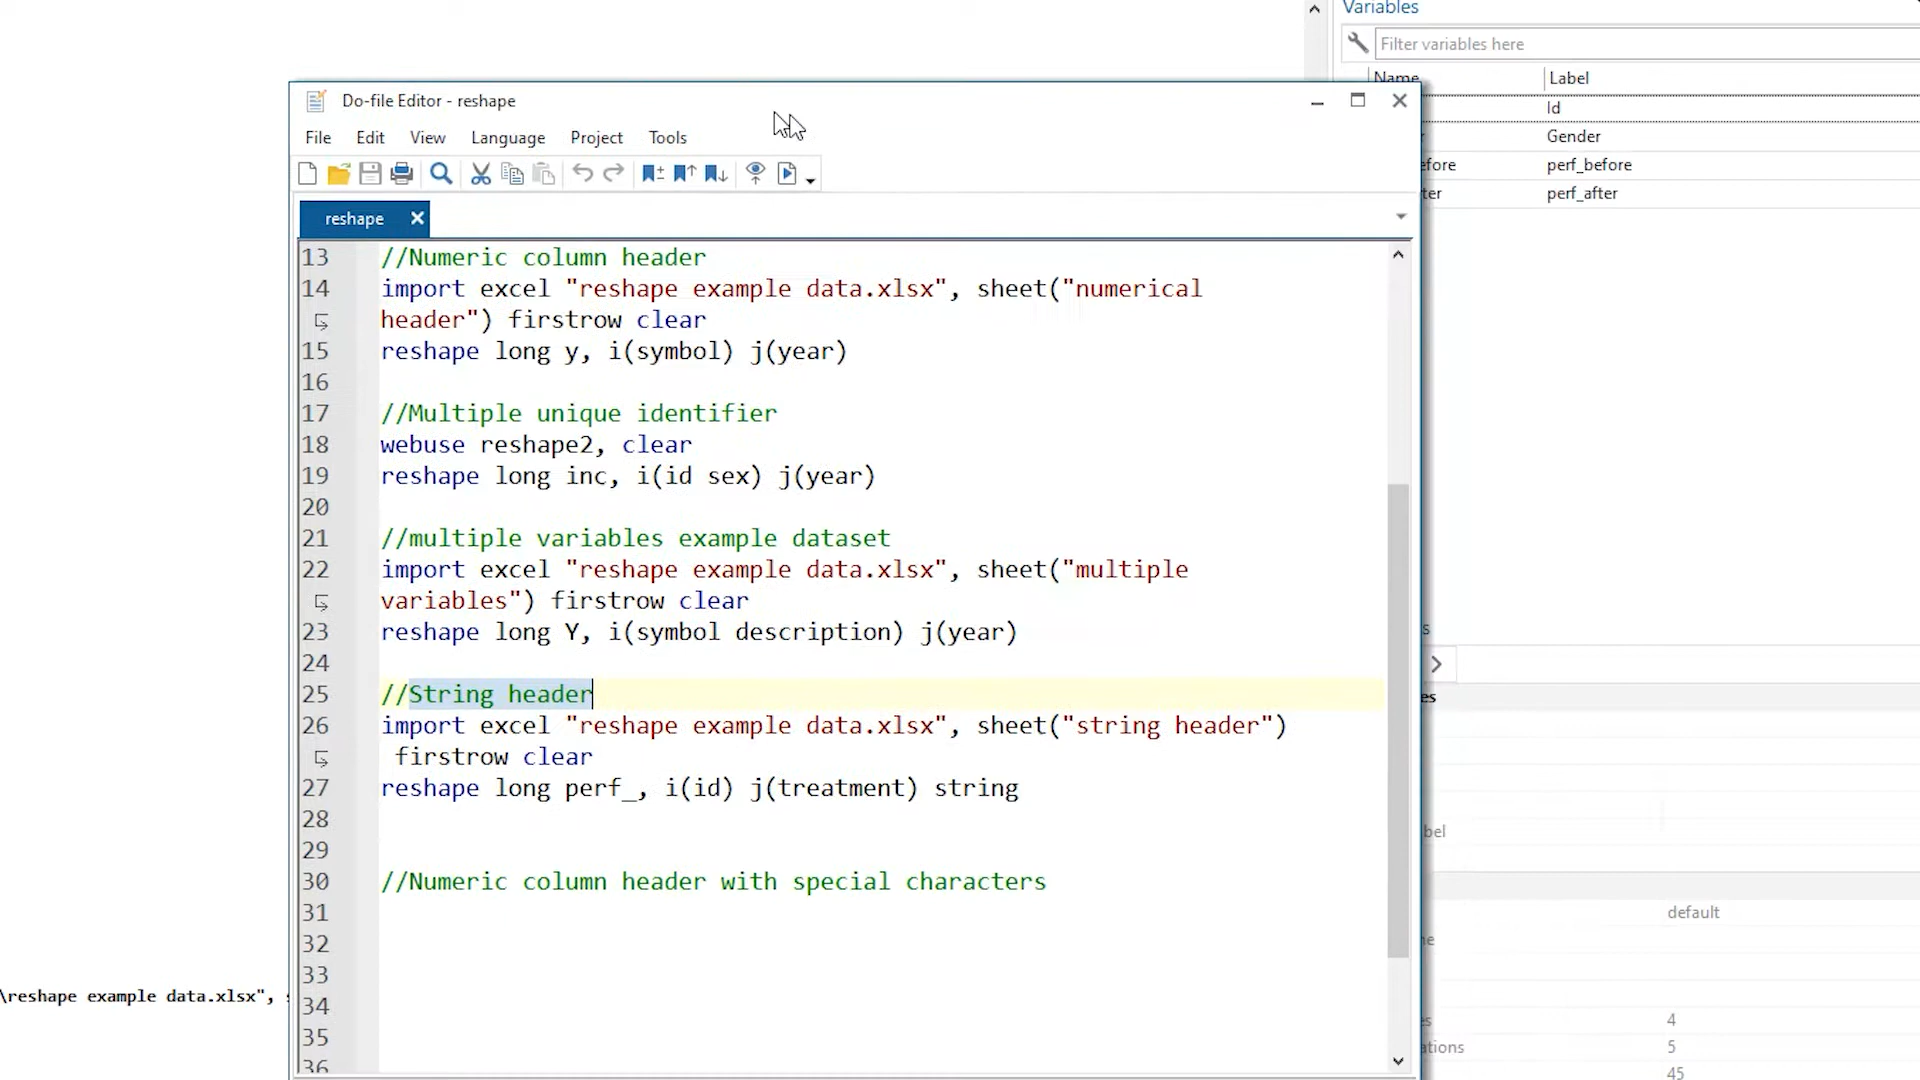 Variables
Filter variables here
Name Label
Id
Gender
efore perf_before
ter perf_after
Do-file Editor - reshape
File Edit View Language Project Tools
reshape
13 //Numeric column header
14 import excel "reshape example data.xlsx", sheet("numerical
header") firstrow clear
15 reshape long y, i(symbol) j(year)
16
17 //Multiple unique identifier
18 webuse reshape2, clear
19 reshape long inc, i(id sex) j(year)
20
21 //multiple variables example dataset
22 import excel "reshape example data.xlsx", sheet("multiple
variables") firstrow clear
23 reshape long Y, i(symbol description) j(year)
24
25 //String header
26 import excel "reshape example data.xlsx", sheet("string header")
firstrow clear
27 reshape long perf_, i(id) j(treatment) string
28
29
30 //Numeric column header with special characters
31
32
33
34
35
36
\reshape example data.xlsx",
s
es
bel
default
ne
es 4
ations 5
45